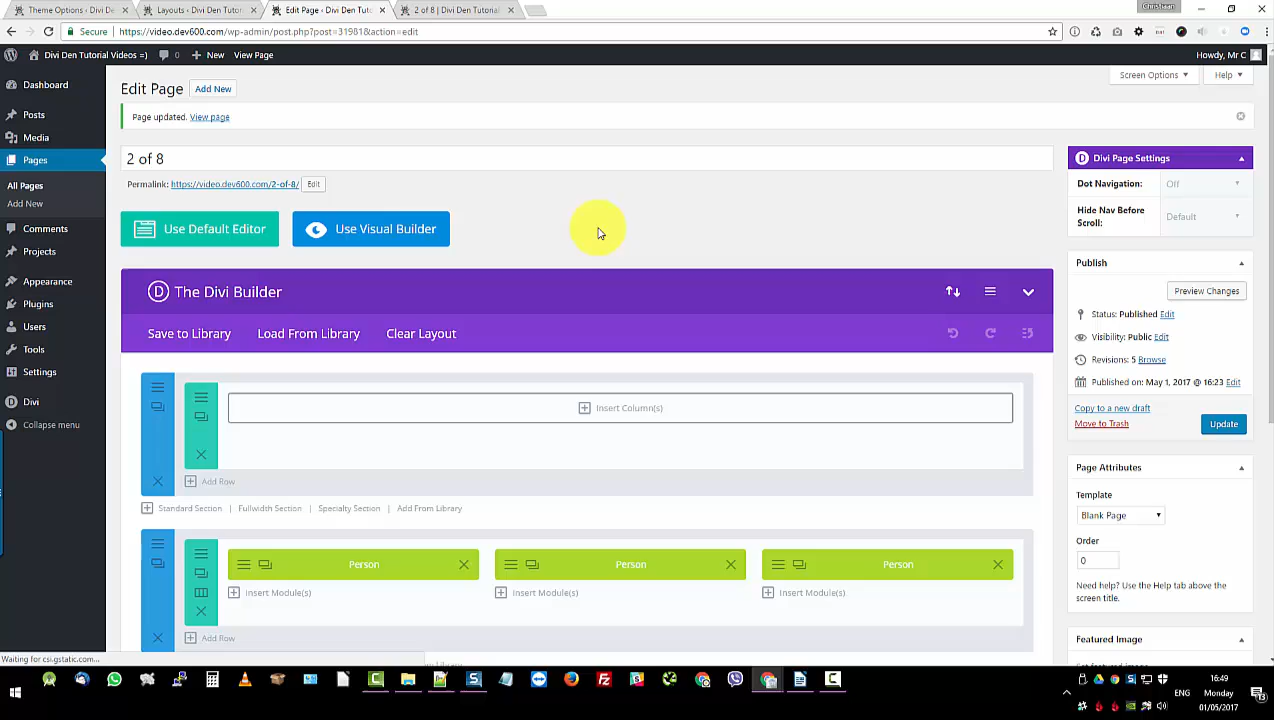 Theme Options ‹ Divi De
Layouts ‹ Divi Den Tutor
Edit Page ‹ Divi Den Tuto
2 of 8 | Divi Den Tutorial
Christiaan
Secure
https://video.dev600.com/wp-admin/post.php?post=31981&action=edit
Divi Den Tutorial Videos =)
0
New
View Page
Howdy, Mr C
Dashboard
Posts
Media
Pages
All Pages
Add New
Comments
Projects
Appearance
Plugins
Users
Tools
Settings
Divi
Collapse menu
Edit Page
Add New
Screen Options
Help
Page updated. View page
2 of 8
Permalink: https://video.dev600.com/2-of-8/
Edit
Use Default Editor
Use Visual Builder
The Divi Builder
Save to Library
Load From Library
Clear Layout
Insert Column(s)
Add Row
Standard Section | Fullwidth Section | Specialty Section | Add From Library
Person
Person
Person
Insert Module(s)
Insert Module(s)
Insert Module(s)
Add Row
Divi Page Settings
Dot Navigation:
Off
Hide Nav Before
Scroll:
Default
Publish
Preview Changes
Status: Published Edit
Visibility: Public Edit
Revisions: 5 Browse
Published on: May 1, 2017 @ 16:23 Edit
Copy to a new draft
Move to Trash
Update
Page Attributes
Template
Blank Page
Order
0
Need help? Use the Help tab above the
screen title.
Featured Image
Waiting for csi.gstatic.com...
16:49
ENG
Monday
01/05/2017